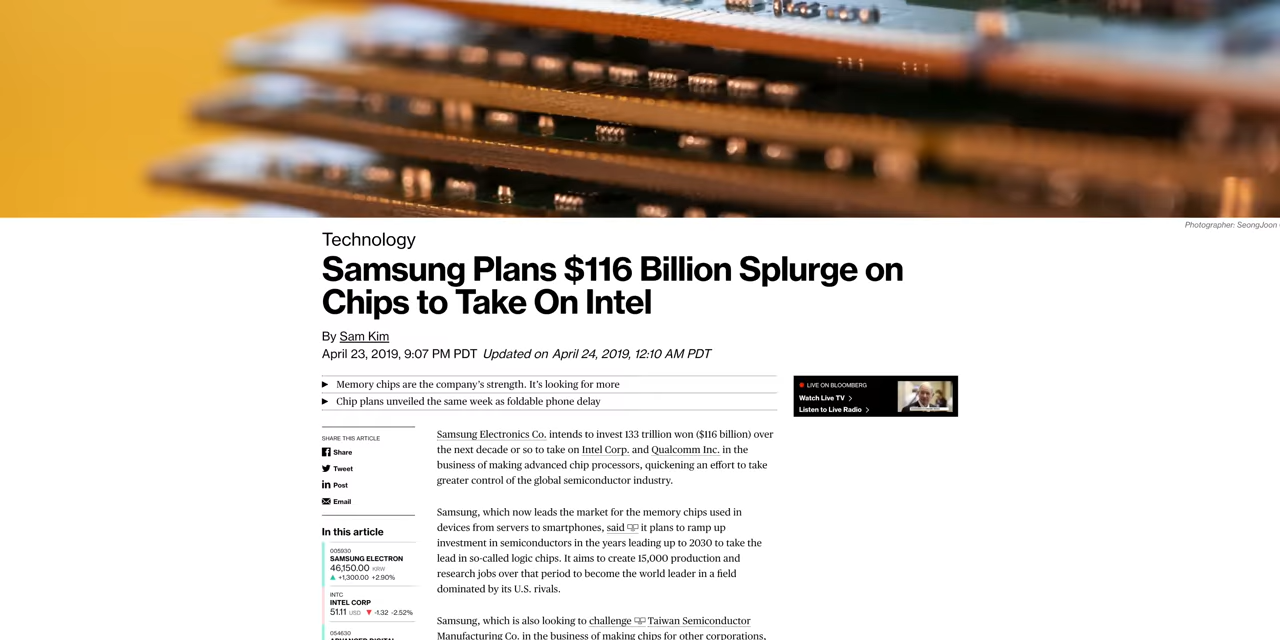 Photographer: SeongJoon
Technology
Samsung Plans $116 Billion Splurge on
Chips to Take On Intel
By Sam Kim
April 23, 2019, 9:07 PM PDT Updated on April 24, 2019, 12:10 AM PDT
Memory chips are the company's strength. It's looking for more
Chip plans unveiled the same week as foldable phone delay
LIVE ON BLOOMBERG
Watch Live TV
Listen to Live Radio
SHARE THIS ARTICLE
Share
Tweet
Post
Email
In this article
005930
SAMSUNG ELECTRON
46,150.00 KRW
+1,300.00 +2.90%
INTC
INTEL CORP
51.11 USD -1.32 -2.52%
054630
Samsung Electronics Co. intends to invest 133 trillion won ($116 billion) over
the next decade or so to take on Intel Corp. and Qualcomm Inc. in the
business of making advanced chip processors, quickening an effort to take
greater control of the global semiconductor industry.
Samsung, which now leads the market for the memory chips used in
devices from servers to smartphones, said it plans to ramp up
investment in semiconductors in the years leading up to 2030 to take the
lead in so-called logic chips. It aims to create 15,000 production and
research jobs over that period to become the world leader in a field
dominated by its U.S. rivals.
Samsung, which is also looking to challenge Taiwan Semiconductor
Manufacturing Co. in the business of making chips for other corporations,